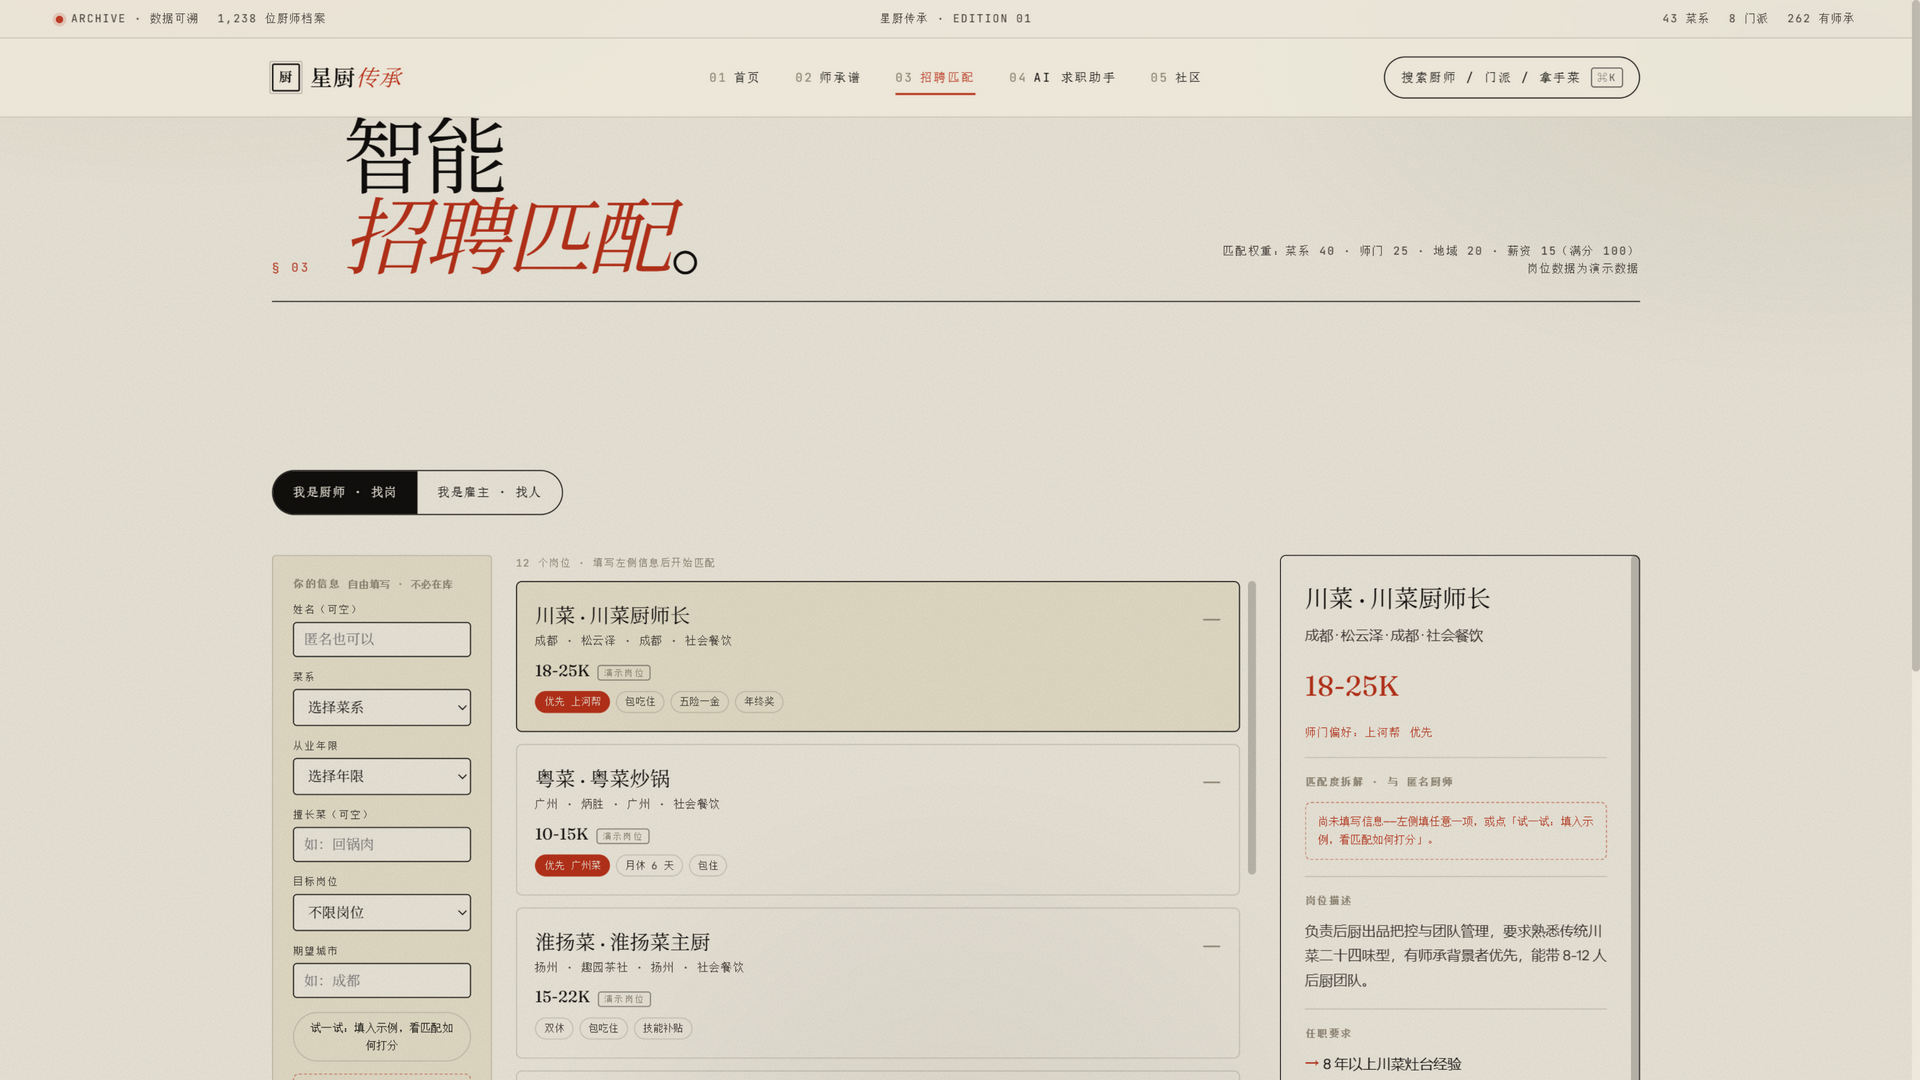 ARCHIVE · 数据可溯 1,238 位厨师档案
星厨传承 · EDITION 01
43 菜系 8 门派 262 有师承
厨 星厨传承
01 首页 02 师承谱 03 招聘匹配 04 AI 求职助手 05 社区
搜索厨师 / 门派 / 拿手菜 ⌘K
智能
§ 03 招聘匹配。
匹配权重：菜系 40 · 师门 25 · 地域 20 · 薪资 15（满分 100）
岗位数据为演示数据
我是厨师 · 找岗 我是雇主 · 找人
你的信息 自由填写 · 不必在库
姓名（可空）
匿名也可以
菜系
选择菜系
从业年限
选择年限
擅长菜（可空）
如：回锅肉
目标岗位
不限岗位
期望城市
如：成都
试一试：填入示例，看匹配如
何打分
12 个岗位 · 填写左侧信息后开始匹配
川菜·川菜厨师长 —
成都 · 松云泽 · 成都 · 社会餐饮
18-25K 演示岗位
优先 上河帮 包吃住 五险一金 年终奖
粤菜·粤菜炒锅 —
广州 · 炳胜 · 广州 · 社会餐饮
10-15K 演示岗位
优先 广州菜 月休 6 天 包住
淮扬菜·淮扬菜主厨 —
扬州 · 趣园茶社 · 扬州 · 社会餐饮
15-22K 演示岗位
双休 包吃住 技能补贴
川菜·川菜厨师长
成都·松云泽·成都·社会餐饮
18-25K
师门偏好：上河帮 优先
匹配度拆解 · 与 匿名厨师
尚未填写信息——左侧填任意一项，或点「试一试：填入示
例，看匹配如何打分」。
岗位描述
负责后厨出品把控与团队管理，要求熟悉传统川
菜二十四味型，有师承背景者优先，能带 8-12 人
后厨团队。
任职要求
→ 8 年以上川菜灶台经验